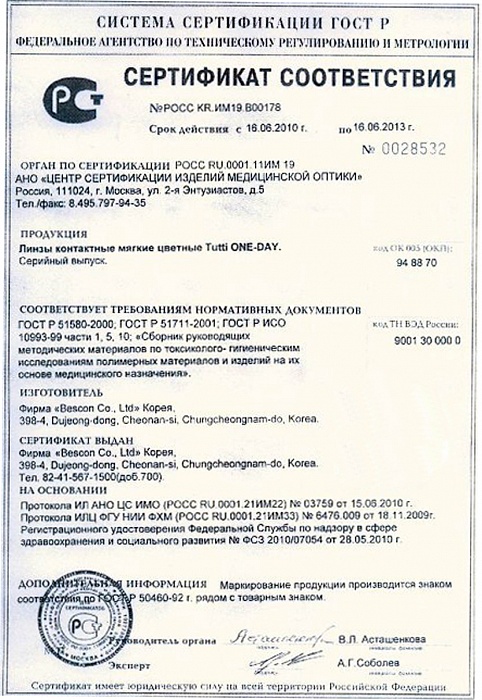 СИСТЕМА СЕРТИФИКАЦИИ ГОСТ Р
ФЕДЕРАЛЬНОЕ АГЕНТСТВО ПО ТЕХНИЧЕСКОМУ РЕГУЛИРОВАНИЮ И МЕТРОЛОГИИ
СЕРТИФИКАТ СООТВЕТСТВИЯ
№РОСС KR.ИМ19.В00178
Срок действия с 16.06.2010 г. по 16.06.2013 г.
№ 0028532
ОРГАН ПО СЕРТИФИКАЦИИ РОСС RU.0001.11ИМ 19
АНО «ЦЕНТР СЕРТИФИКАЦИИ ИЗДЕЛИЙ МЕДИЦИНСКОЙ ОПТИКИ»
Россия, 111024, г. Москва, ул. 2-я Энтузиастов, д.5
Тел./факс: 8.495.797-94-35
ПРОДУКЦИЯ
Линзы контактные мягкие цветные Tutti ONE-DAY.
Серийный выпуск.
код ОК 005 (ОКП):
94 88 70
СООТВЕТСТВУЕТ ТРЕБОВАНИЯМ НОРМАТИВНЫХ ДОКУМЕНТОВ
ГОСТ Р 51580-2000; ГОСТ Р 51711-2001; ГОСТ Р ИСО
10993-99 части 1, 5, 10; «Сборник руководящих
методических материалов по токсиколого- гигиеническим
исследованиям полимерных материалов и изделий на их
основе медицинского назначения».
код ТН ВЭД России:
9001 30 000 0
ИЗГОТОВИТЕЛЬ
Фирма «Bescon Co., Ltd» Корея,
398-4, Dujeong-dong, Cheonan-si, Chungcheongnam-do, Korea.
СЕРТИФИКАТ ВЫДАН
Фирма «Bescon Co., Ltd» Корея,
398-4, Dujeong-dong, Cheonan-si, Chungcheongnam-do, Korea.
Тел. 82-41-567-1500(доб.700).
НА ОСНОВАНИИ
Протокола ИЛ АНО ЦС ИМО (РОСС RU.0001.21ИМ22) № 03759 от 15.06.2010 г.
Протокола ИЛЦ ФГУ НИИ ФХМ (РОСС RU.0001.21ИМ33) № 6476.009 от 18.11.2009г.
Регистрационного удостоверения Федеральной Службы по надзору в сфере
здравоохранения и социального развития № ФСЗ 2010/07054 от 28.05.2010 г.
ДОПОЛНИТЕЛЬНАЯ ИНФОРМАЦИЯ Маркирование продукции производится знаком
соответствия по ГОСТ Р 50460-92 г. рядом с товарным знаком.
Руководитель органа В.Л. Асташенкова
Эксперт А.Г.Соболев
Сертификат имеет юридическую силу на всей территории Российской Федерации